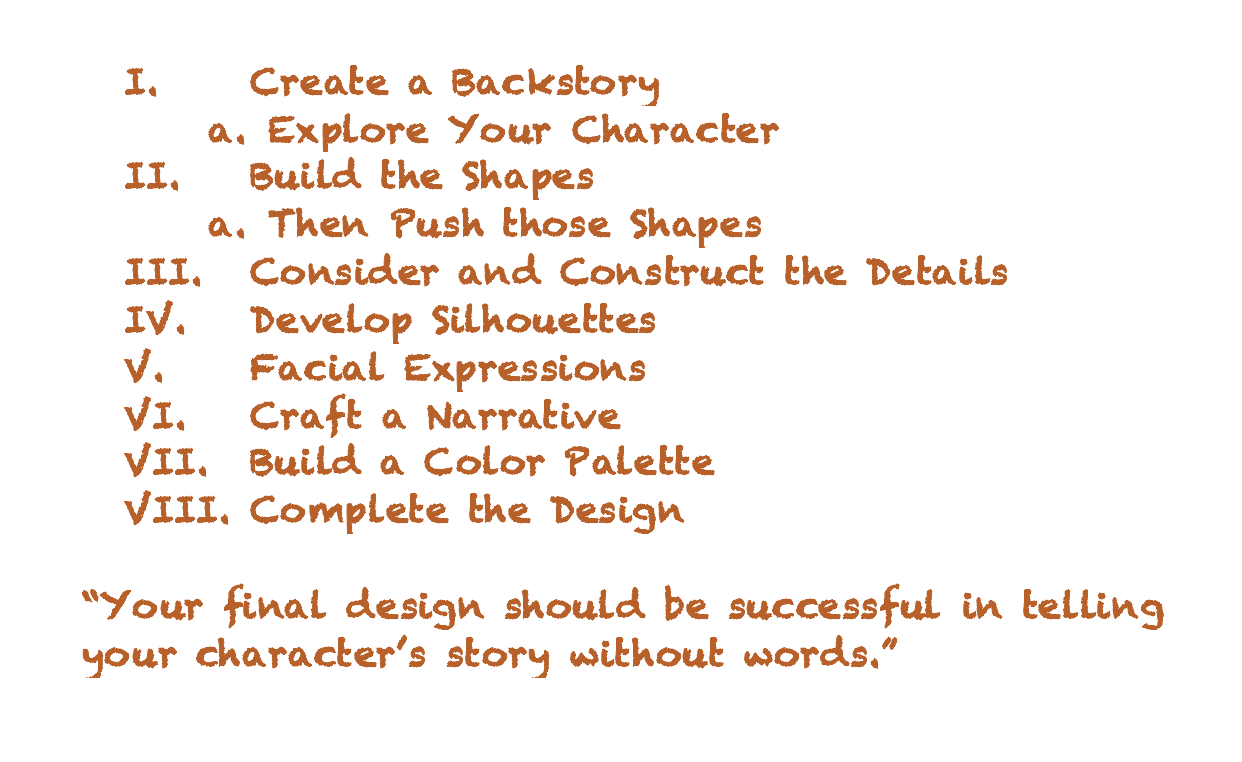 I. Create a Backstory
a. Explore Your Character
II. Build the Shapes
a. Then Push those Shapes
III. Consider and Construct the Details
IV. Develop Silhouettes
V. Facial Expressions
VI. Craft a Narrative
VII. Build a Color Palette
VIII. Complete the Design
“Your final design should be successful in telling
your character’s story without words.”